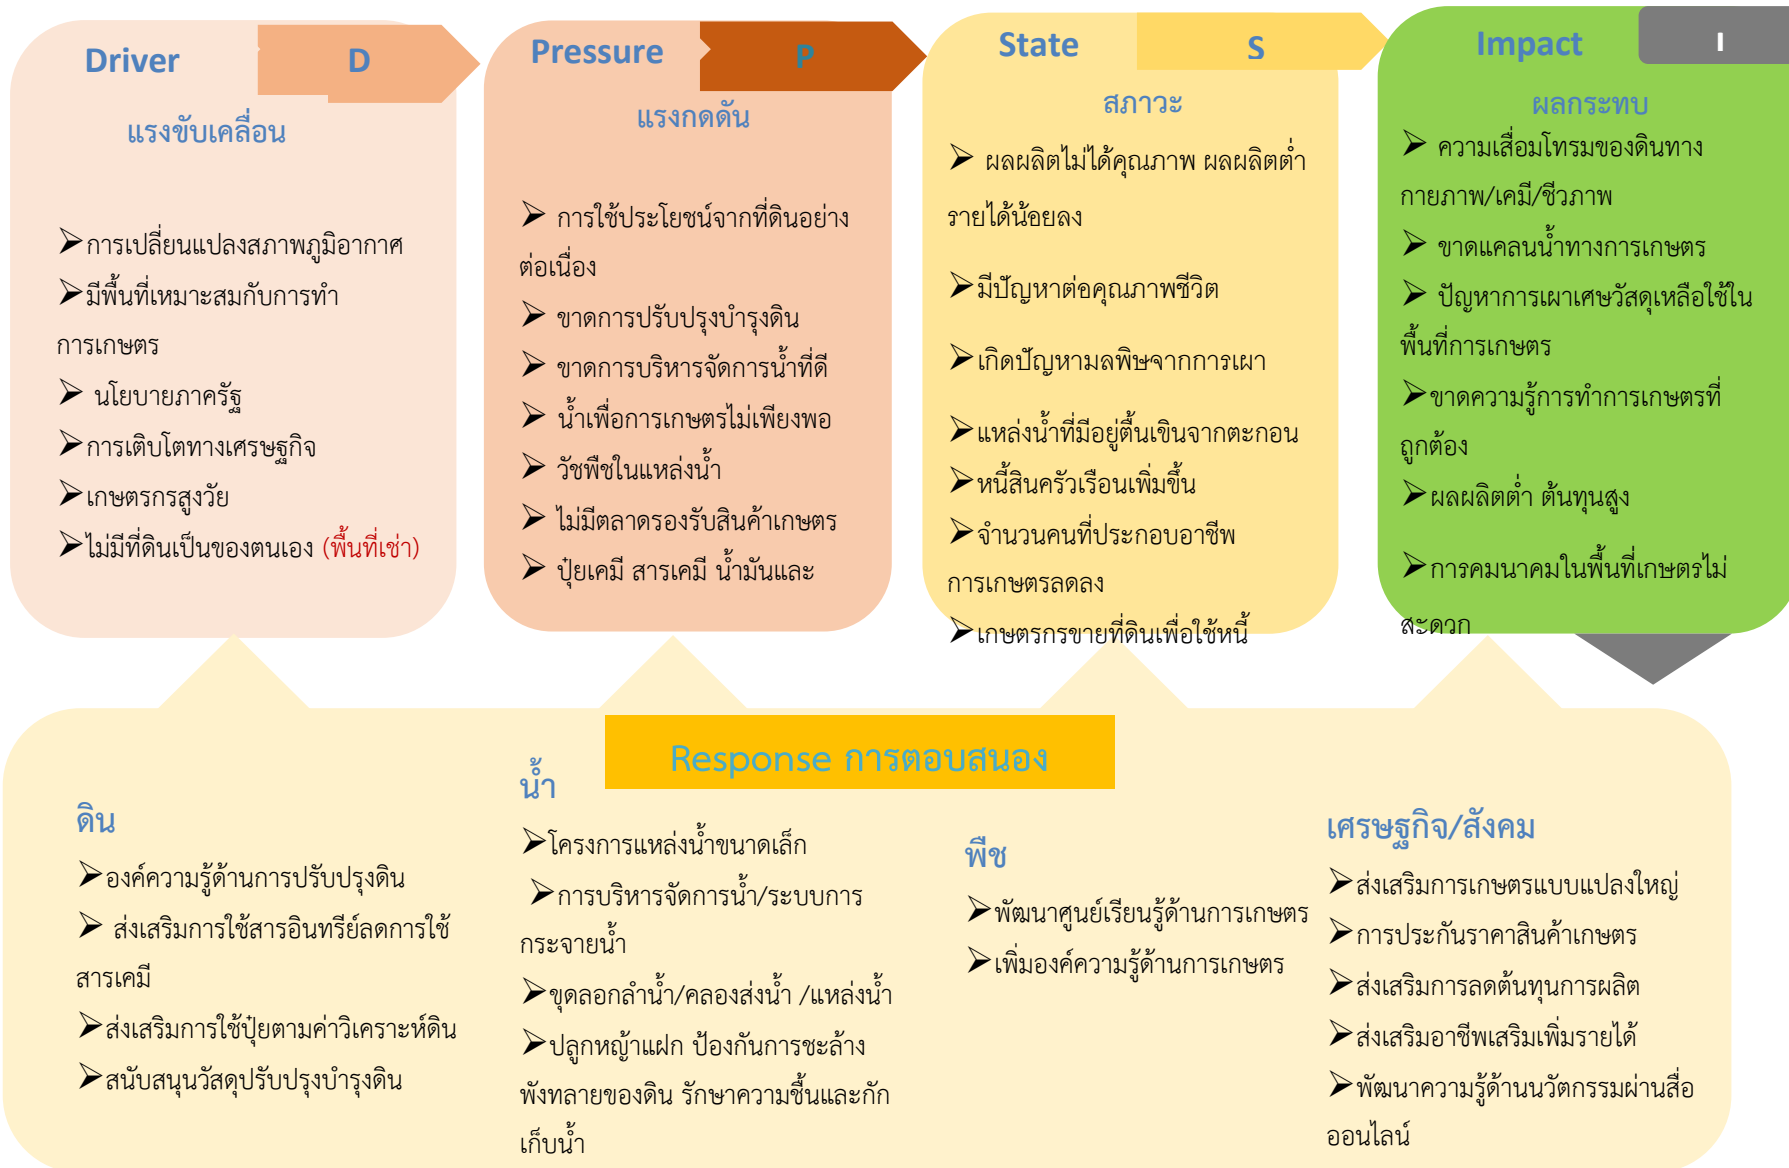 Driver
D
แรงขับเคลื่อน
➢การเปลี่ยนแปลงสภาพภูมิอากาศ
➢มีพื้นที่เหมาะสมกับการทำ
การเกษตร
➢ นโยบายภาครัฐ
➢การเติบโตทางเศรษฐกิจ
➢เกษตรกรสูงวัย
➢ไม่มีที่ดินเป็นของตนเอง (พื้นที่เช่า)
Pressure
P
แรงกดดัน
➢ การใช้ประโยชน์จากที่ดินอย่าง
ต่อเนื่อง
➢ ขาดการปรับปรุงบำรุงดิน
➢ ขาดการบริหารจัดการน้ำที่ดี
➢ น้ำเพื่อการเกษตรไม่เพียงพอ
➢ วัชพืชในแหล่งน้ำ
➢ ไม่มีตลาดรองรับสินค้าเกษตร
➢ ปุ๋ยเคมี สารเคมี น้ำมันและ
State
S
สภาวะ
➢ ผลผลิตไม่ได้คุณภาพ ผลผลิตต่ำ
รายได้น้อยลง
➢มีปัญหาต่อคุณภาพชีวิต
➢เกิดปัญหามลพิษจากการเผา
➢แหล่งน้ำที่มีอยู่ตื้นเขินจากตะกอน
➢หนี้สินครัวเรือนเพิ่มขึ้น
➢จำนวนคนที่ประกอบอาชีพ
การเกษตรลดลง
➢เกษตรกรขายที่ดินเพื่อใช้หนี้
Impact
I
ผลกระทบ
➢ ความเสื่อมโทรมของดินทาง
กายภาพ/เคมี/ชีวภาพ
➢ ขาดแคลนน้ำทางการเกษตร
➢ ปัญหาการเผาเศษวัสดุเหลือใช้ใน
พื้นที่การเกษตร
➢ขาดความรู้การทำการเกษตรที่
ถูกต้อง
➢ผลผลิตต่ำ ต้นทุนสูง
➢การคมนาคมในพื้นที่เกษตรไม่
สะดวก
Response การตอบสนอง
ดิน
➢องค์ความรู้ด้านการปรับปรุงดิน
➢ ส่งเสริมการใช้สารอินทรีย์ลดการใช้
สารเคมี
➢ส่งเสริมการใช้ปุ๋ยตามค่าวิเคราะห์ดิน
➢สนับสนุนวัสดุปรับปรุงบำรุงดิน
น้ำ
➢โครงการแหล่งน้ำขนาดเล็ก
➢การบริหารจัดการน้ำ/ระบบการ
กระจายน้ำ
➢ขุดลอกลำน้ำ/คลองส่งน้ำ /แหล่งน้ำ
➢ปลูกหญ้าแฝก ป้องกันการชะล้าง
พังทลายของดิน รักษาความชื้นและกัก
เก็บน้ำ
พืช
➢พัฒนาศูนย์เรียนรู้ด้านการเกษตร
➢เพิ่มองค์ความรู้ด้านการเกษตร
เศรษฐกิจ/สังคม
➢ส่งเสริมการเกษตรแบบแปลงใหญ่
➢การประกันราคาสินค้าเกษตร
➢ส่งเสริมการลดต้นทุนการผลิต
➢ส่งเสริมอาชีพเสริมเพิ่มรายได้
➢พัฒนาความรู้ด้านนวัตกรรมผ่านสื่อ
ออนไลน์